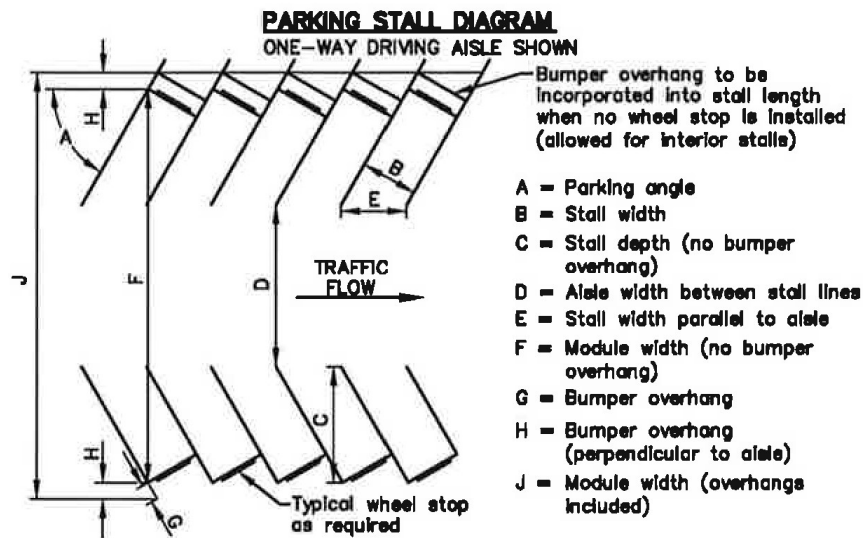 PARKING STALL DIAGRAM
ONE-WAY DRIVING AISLE SHOWN
Bumper overhang to be
incorporated into stall length
when no wheel stop is installed
(allowed for interior stalls)
H
A
B
E
J
F
D
TRAFFIC
FLOW
C
H
G
Typical wheel stop
as required
A = Parking angle
B = Stall width
C = Stall depth (no bumper
overhang)
D = Aisle width between stall lines
E = Stall width parallel to aisle
F = Module width (no bumper
overhang)
G = Bumper overhang
H = Bumper overhang
(perpendicular to aisle)
J = Module width (overhangs
included)